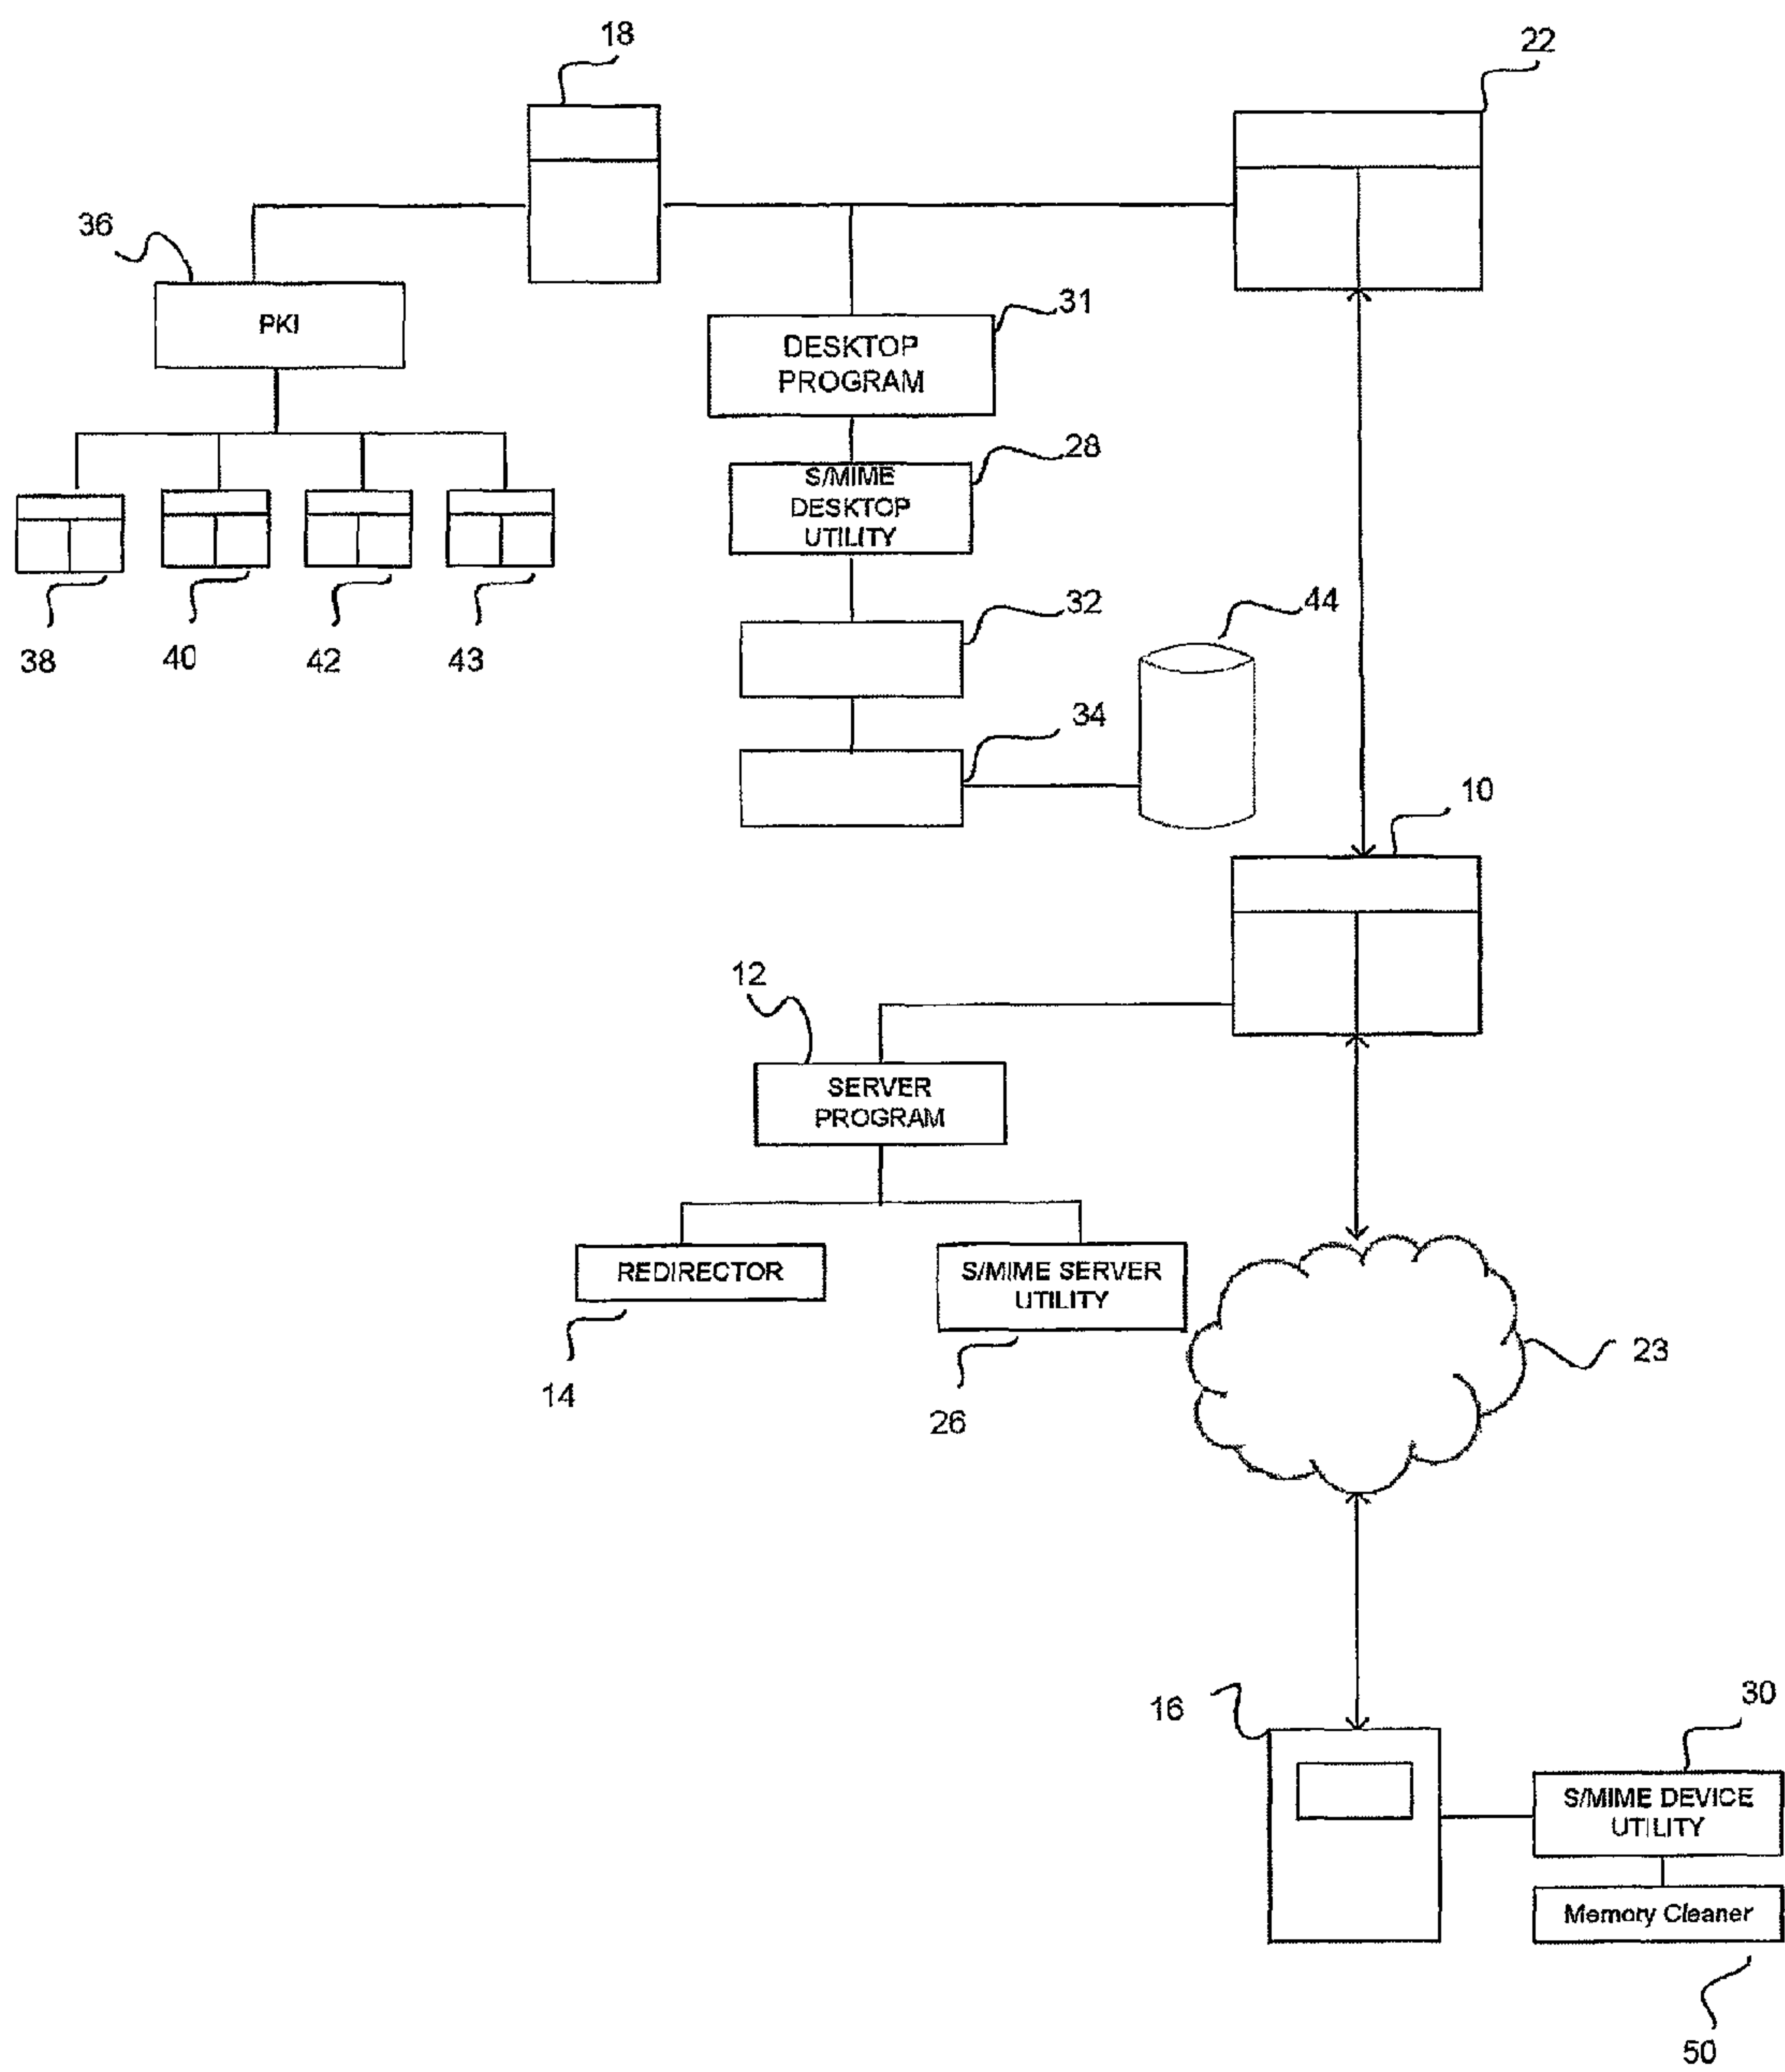 18
22
36
PKI
31
DESKTOP
PROGRAM
28
S/MIME
DESKTOP
UTILITY
38
40
42
43
32
44
34
10
12
SERVER
PROGRAM
REDIRECTOR
S/MIME SERVER
UTILITY
14
26
23
16
30
S/MIME DEVICE
UTILITY
Memory Cleaner
50